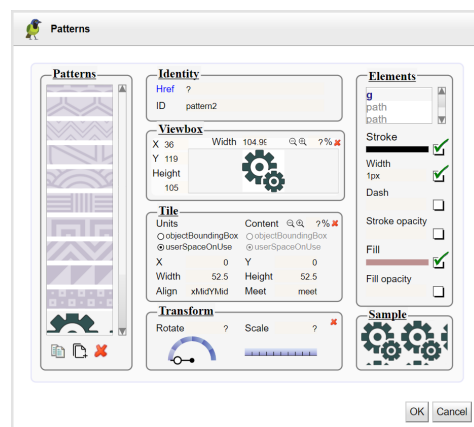 Patterns
Patterns
Identity
Href ?
ID pattern2
Viewbox
X 36 Width 104.99 ?%
Y 119
Height
105
Tile
Units Content ?%
objectBoundingBox objectBoundingBox
userSpaceOnUse userSpaceOnUse
X 0 Y 0
Width 52.5 Height 52.5
Align xMidYMid Meet meet
Transform
Rotate ? Scale ?
Elements
g
path
path
Stroke
Width
1px
Dash
Stroke opacity
Fill
Fill opacity
Sample
OK Cancel